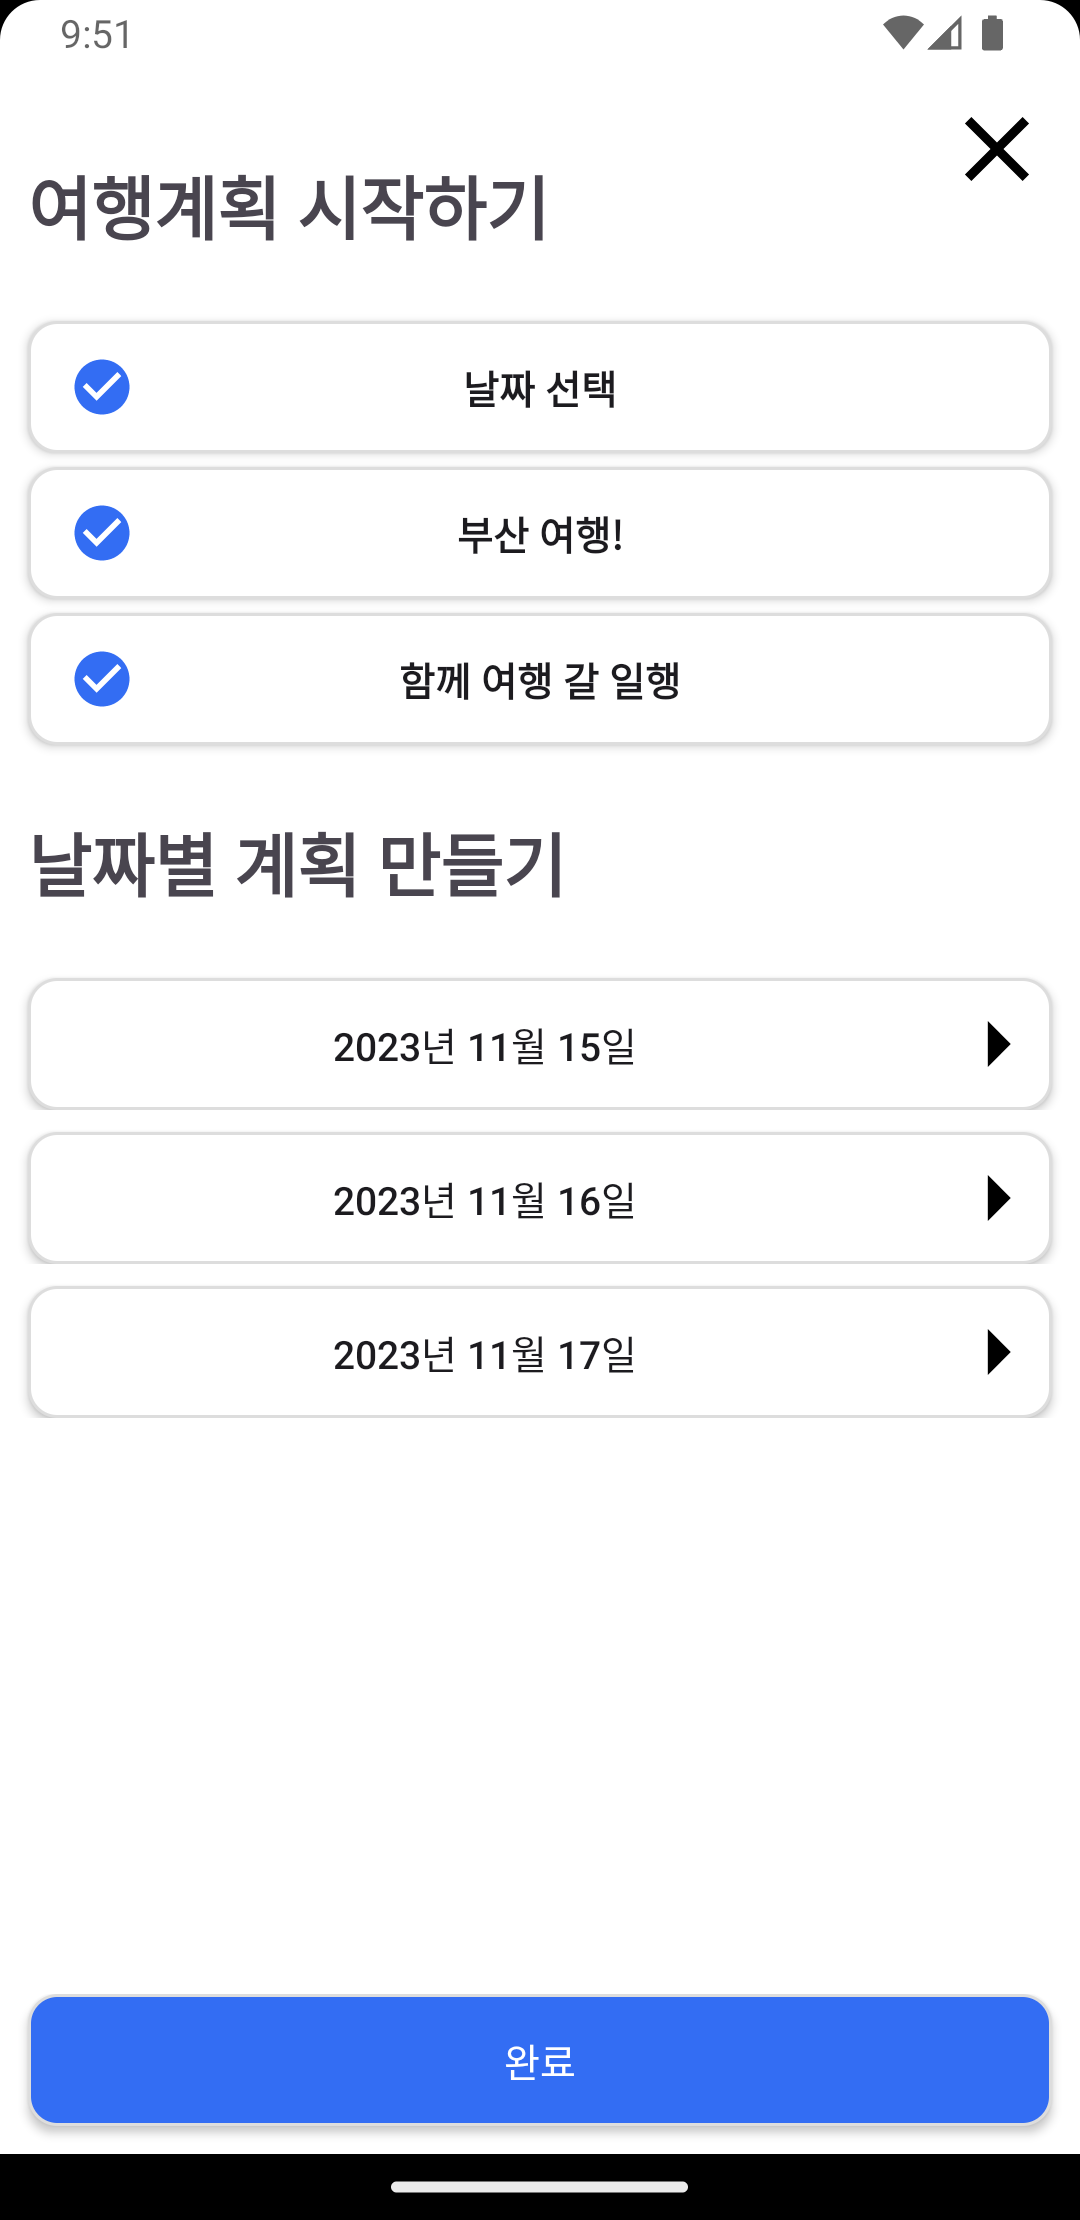 9:51
여행계획 시작하기
날짜 선택
부산 여행!
함께 여행 갈 일행
날짜별 계획 만들기
2023년 11월 15일
2023년 11월 16일
2023년 11월 17일
완료